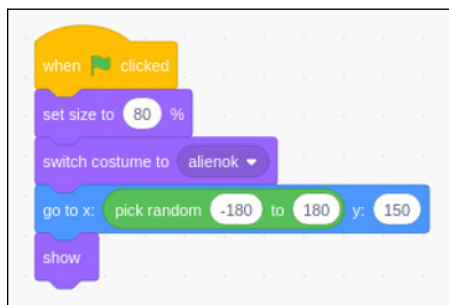 when clicked
set size to 80 %
switch costume to alienok
go to x: pick random -180 to 180 y: 150
show